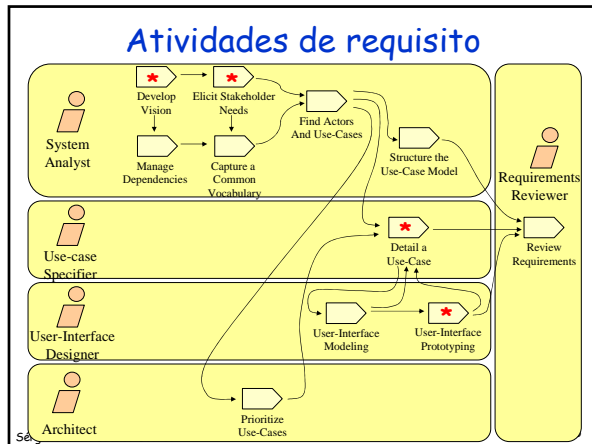 Atividades de requisito
*
*
Develop
Vision
Elicit Stakeholder
Needs
Find Actors
And Use-Cases
System
Analyst
Manage
Dependencies
Capture a
Common
Vocabulary
Structure the
Use-Case Model
Requirements
Reviewer
*
Use-case
Specifier
Detail a
Use-Case
Review
Requirements
*
User-Interface
Designer
User-Interface
Modeling
User-Interface
Prototyping
Architect
Prioritize
Use-Cases